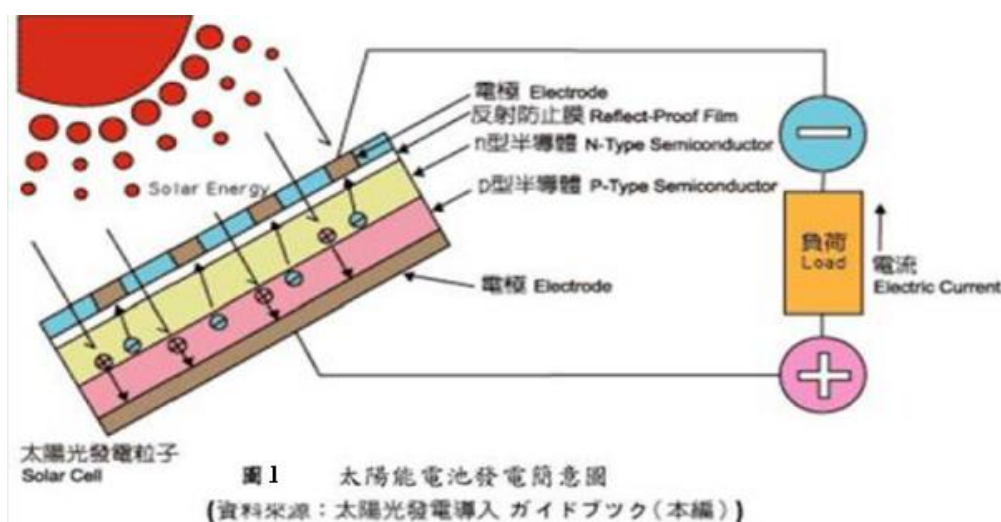 電極 Electrode
反射防止膜 Reflect-Proof Film
n型半導體 N-Type Semiconductor
p型半導體 P-Type Semiconductor
Solar Energy
負荷
Load
電流
Electric Current
電極 Electrode
太陽光發電粒子
Solar Cell
圖1 太陽能電池發電簡意圖
(資料來源：太陽光發電導入 ガイドブツク(本編))